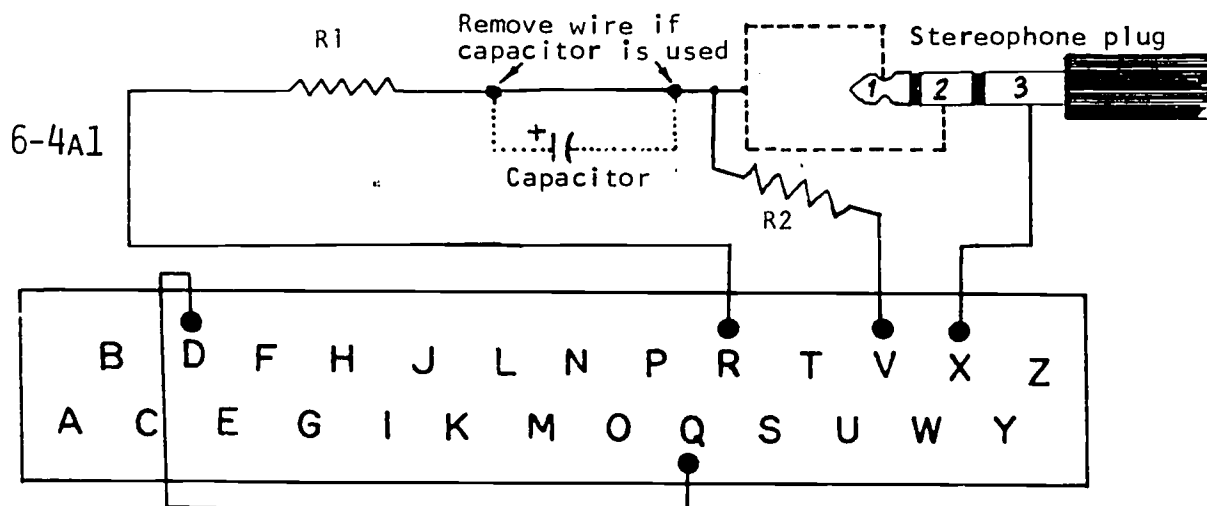 R1
Remove wire if
capacitor is used
Stereophone plug
1 2 3
6-4A1
+
Capacitor
R2
B D F H J L N P R T V X Z
A C E G I K M O Q S U W Y